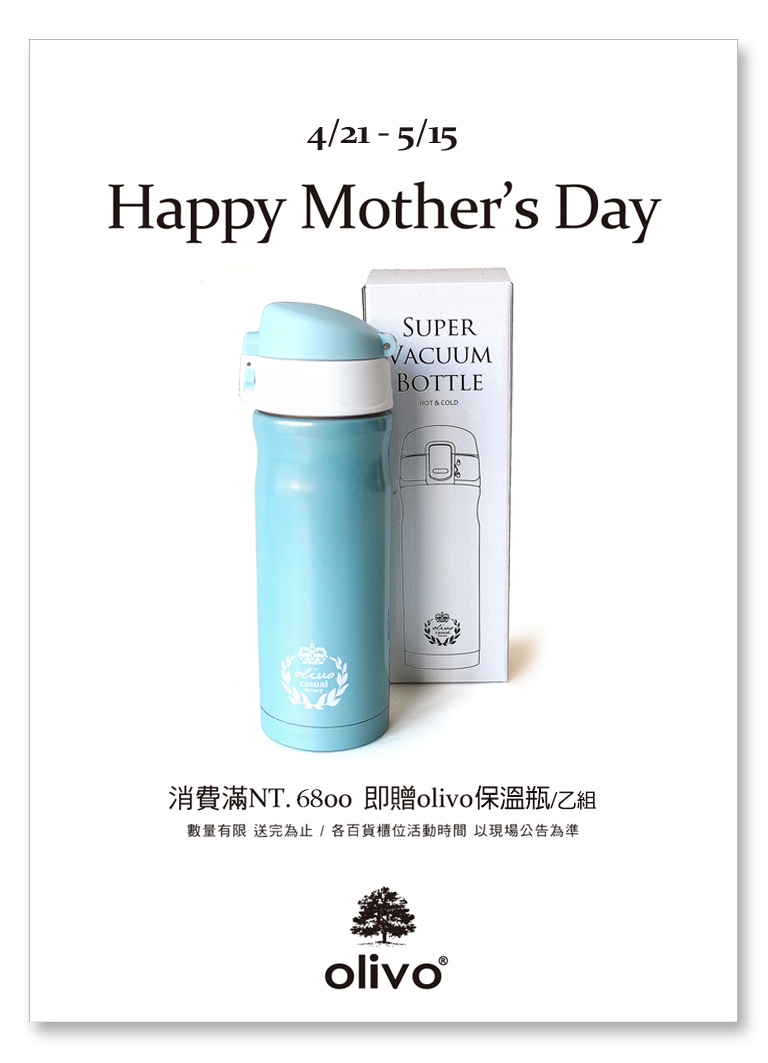 4/21 - 5/15
Happy Mother's Day
SUPER
VACUUM
BOTTLE
HOT & COLD
olivo
casual
olivo
casual
消費滿NT. 6800 即贈olivo保溫瓶/乙組
數量有限 送完為止 / 各百貨櫃位活動時間 以現場公告為準
olivo®